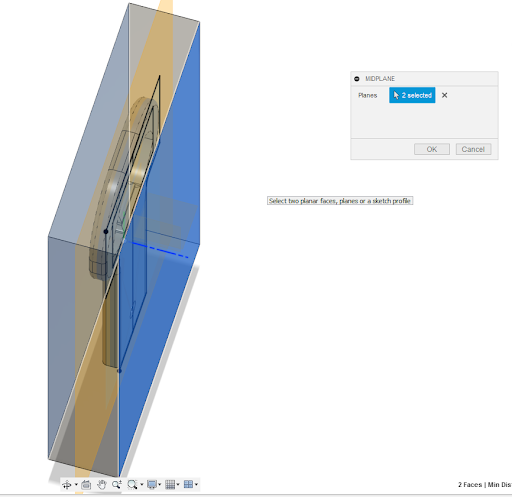 MIDPLANE
Planes 2 selected
OK Cancel
Select two planar faces, planes or a sketch profile
2 Faces | Min Dis